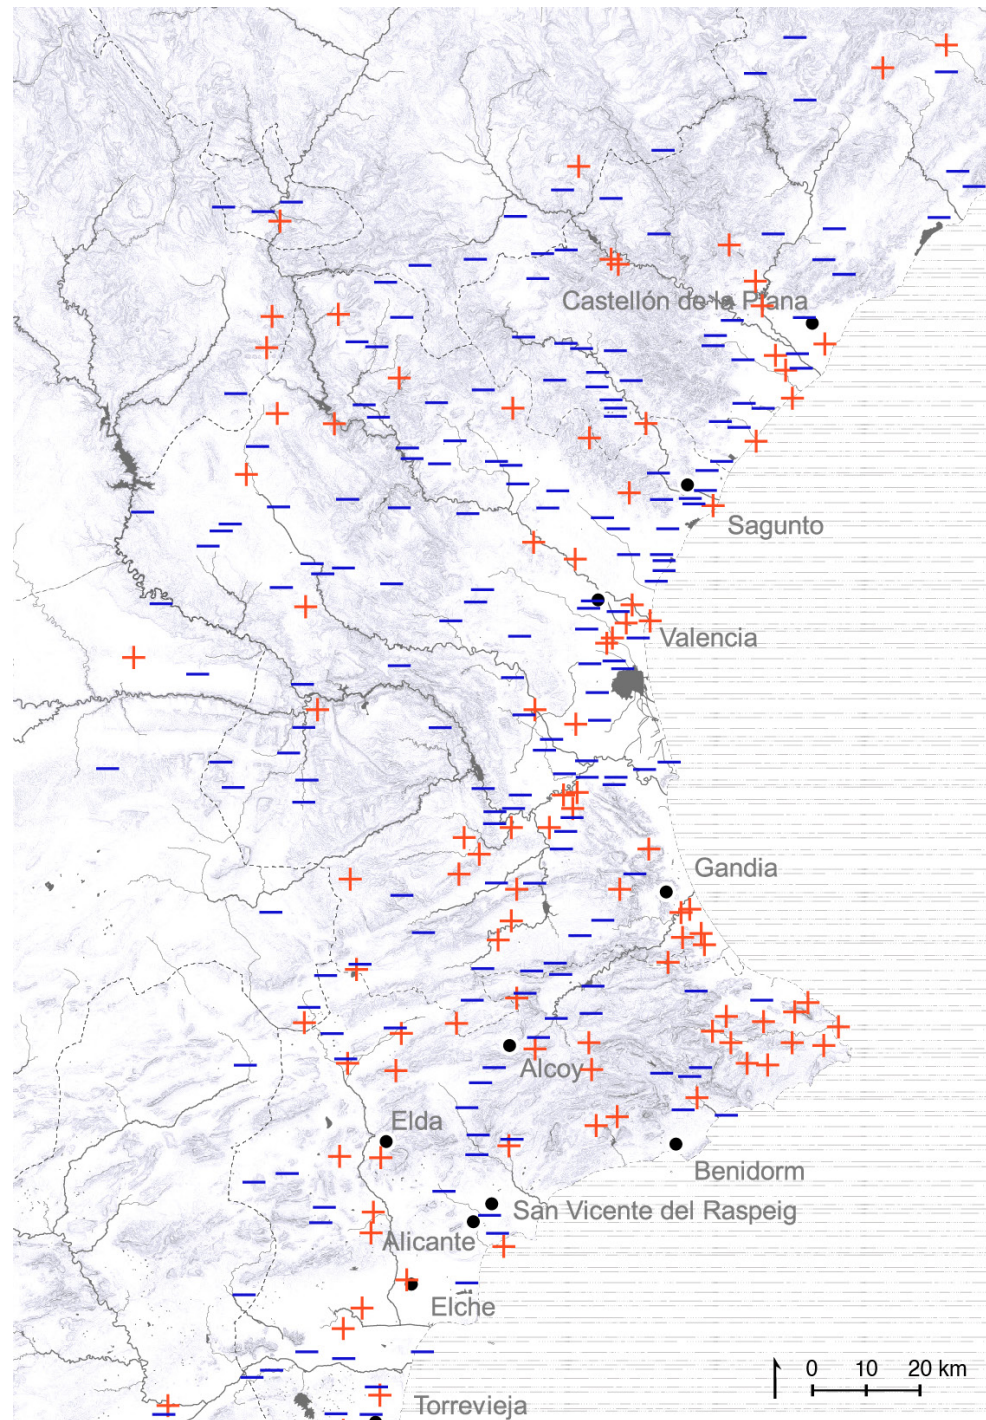 Castellón de la Plana
Sagunto
Valencia
Gandia
Alcoy
Elda
Benidorm
San Vicente del Raspeig
Alicante
Elche
0 10 20 km
Torrevieja